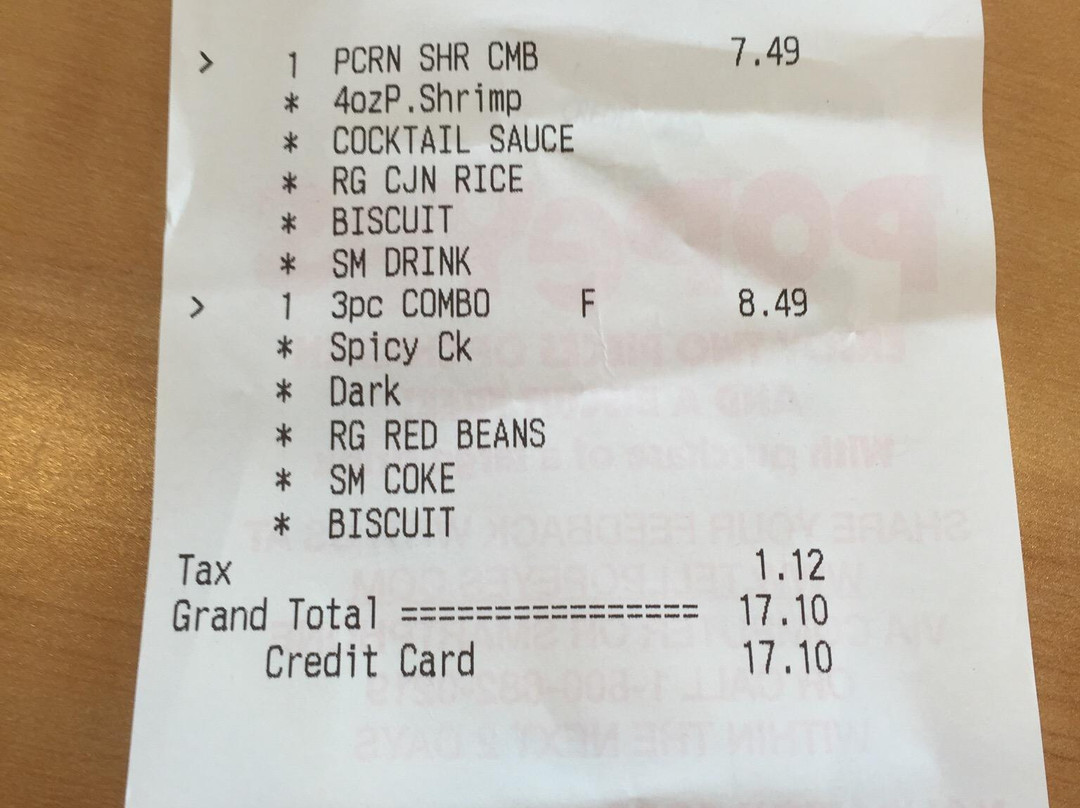 > 1 PCRN SHR CMB 7.49
* 4ozP.Shrimp
* COCKTAIL SAUCE
* RG CJN RICE
* BISCUIT
* SM DRINK
> 1 3pc COMBO F 8.49
* Spicy Ck
* Dark
* RG RED BEANS
* SM COKE
* BISCUIT
Tax 1.12
Grand Total ================ 17.10
Credit Card 17.10